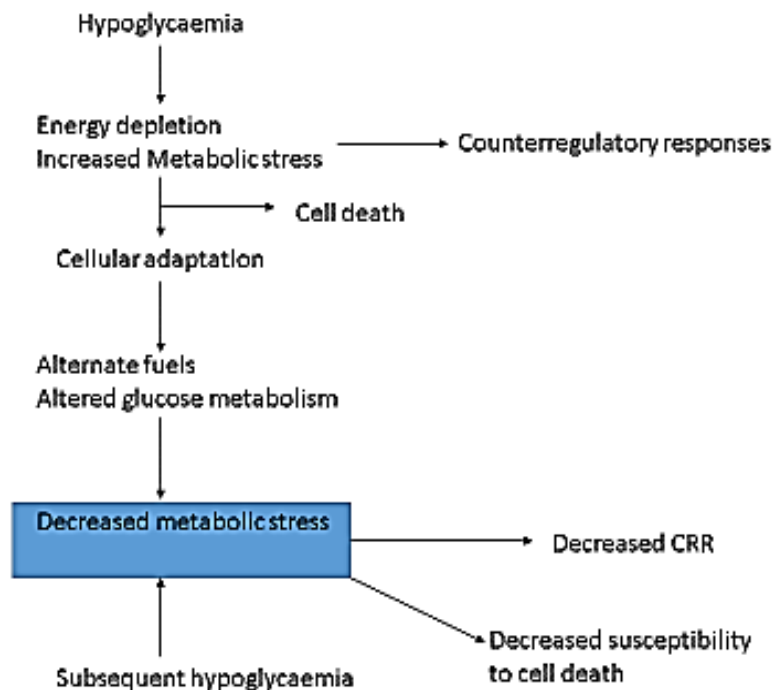 Hypoglycaemia
Energy depletion
Increased Metabolic stress
Counterregulatory responses
Cell death
Cellular adaptation
Alternate fuels
Altered glucose metabolism
Decreased metabolic stress
Decreased CRR
Decreased susceptibility
to cell death
Subsequent hypoglycaemia